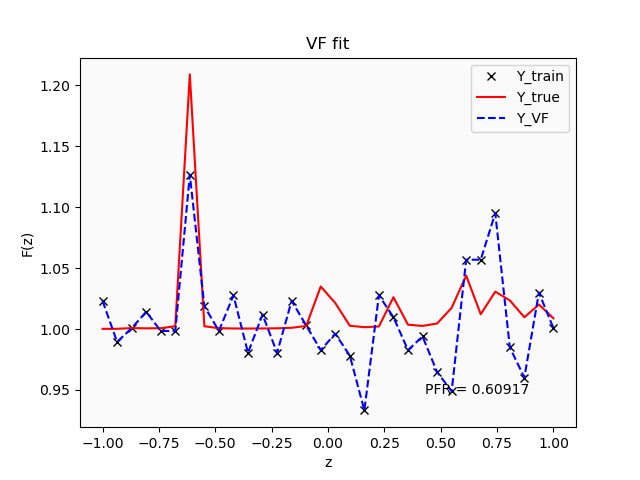 VF fit
Y_train
Y_true
Y_VF
F(z)
1.20
1.15
1.10
1.05
1.00
0.95
PFR = 0.60917
−1.00 −0.75 −0.50 −0.25 0.00 0.25 0.50 0.75 1.00
z